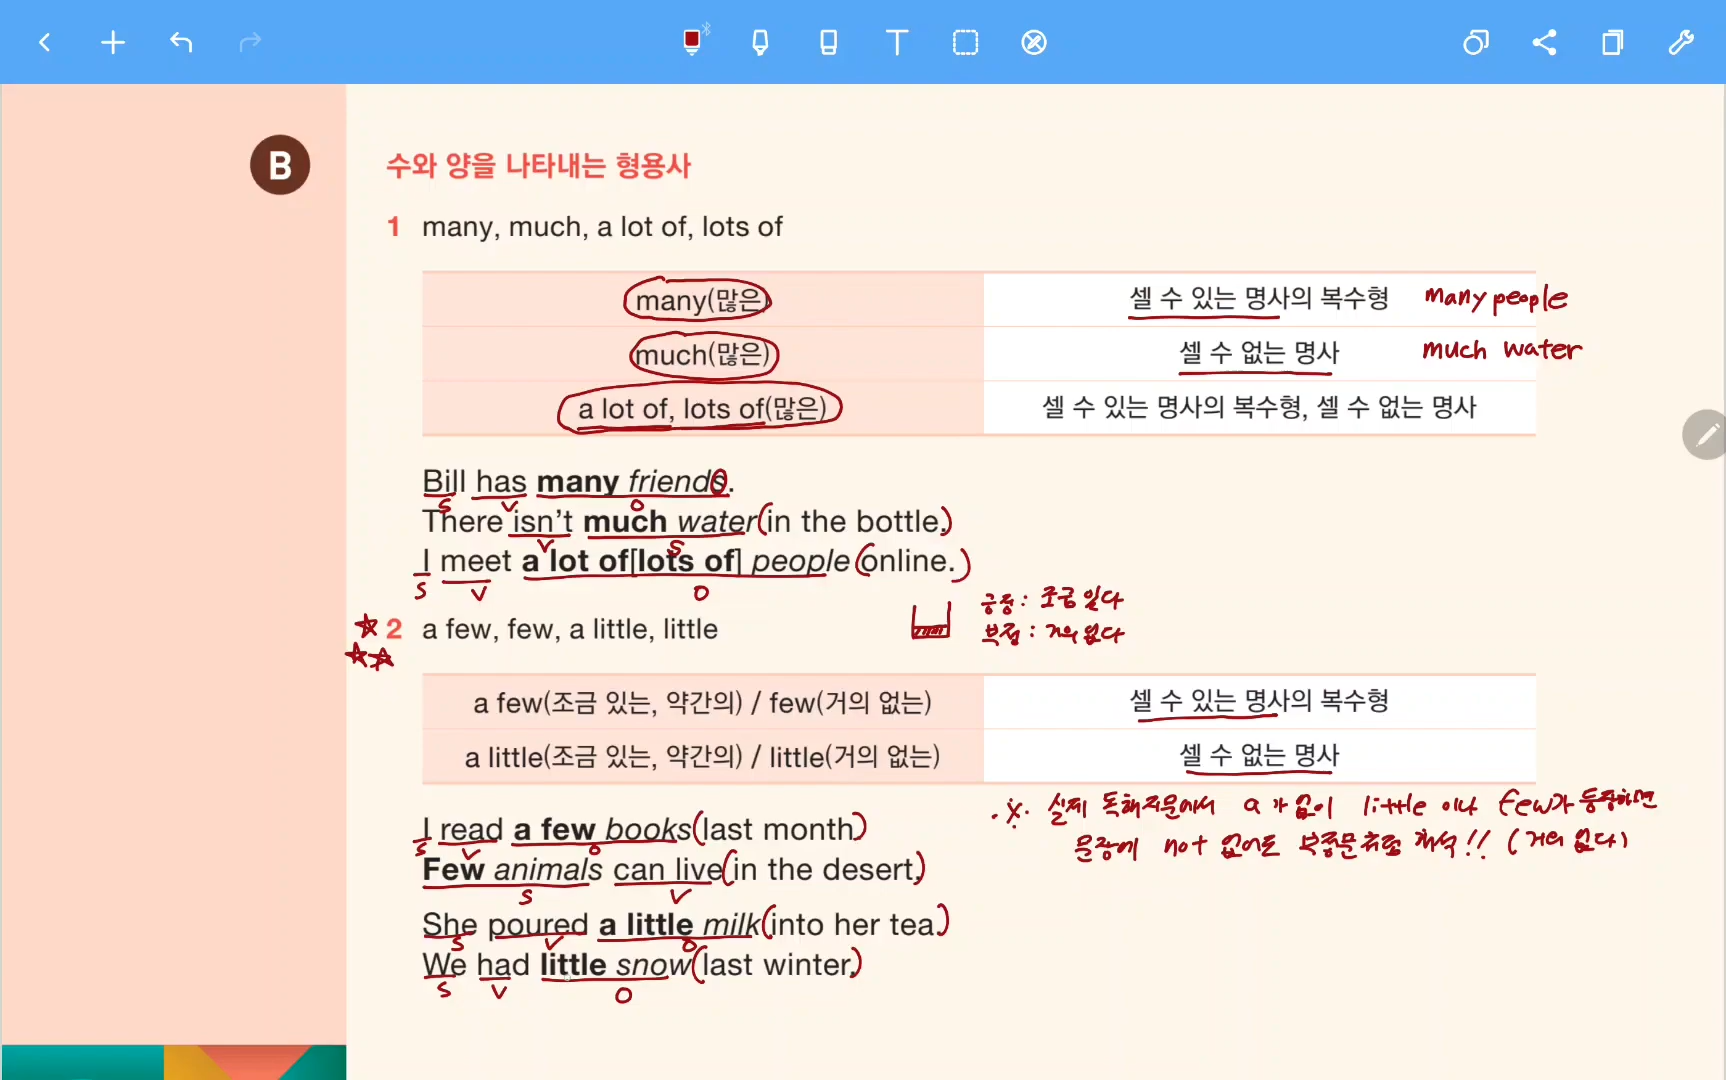 B
수와 양을 나타내는 형용사
1 many, much, a lot of, lots of
many(많은) 셀 수 있는 명사의 복수형 many people
much(많은) 셀 수 없는 명사 much water
a lot of, lots of(많은) 셀 수 있는 명사의 복수형, 셀 수 없는 명사
Bill has many friends.
S V O
There isn't much water (in the bottle.)
V S
I meet a lot of[lots of] people (online.)
S V O
긍정: 조금 있다
2 a few, few, a little, little
부정: 거의 없다
a few(조금 있는, 약간의) / few(거의 없는) 셀 수 있는 명사의 복수형
a little(조금 있는, 약간의) / little(거의 없는) 셀 수 없는 명사
※ 실제 독해지문에서 a가 없이 little 이나 few가 등장하면
문장에 not 없어도 부정문으로 해석!! (거의 없다)
I read a few books (last month.)
S V O
Few animals can live (in the desert.)
S V
She poured a little milk (into her tea.)
S V O
We had little snow (last winter.)
S V O